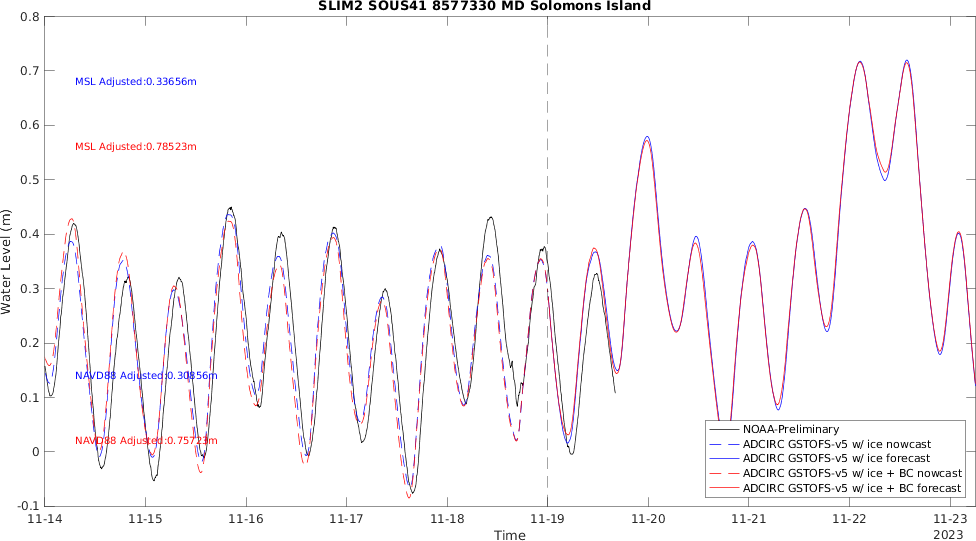 SLIM2 SOUS41 8577330 MD Solomons Island
Water Level (m)
0.8
0.7
0.6
0.5
0.4
0.3
0.2
0.1
0
-0.1
MSL Adjusted:0.33656m
MSL Adjusted:0.78523m
NAVD88 Adjusted:0.30856m
NAVD88 Adjusted:0.75723m
NOAA-Preliminary
ADCIRC GSTOFS-v5 w/ ice nowcast
ADCIRC GSTOFS-v5 w/ ice forecast
ADCIRC GSTOFS-v5 w/ ice + BC nowcast
ADCIRC GSTOFS-v5 w/ ice + BC forecast
11-14 11-15 11-16 11-17 11-18 11-19 11-20 11-21 11-22 11-23
Time
2023